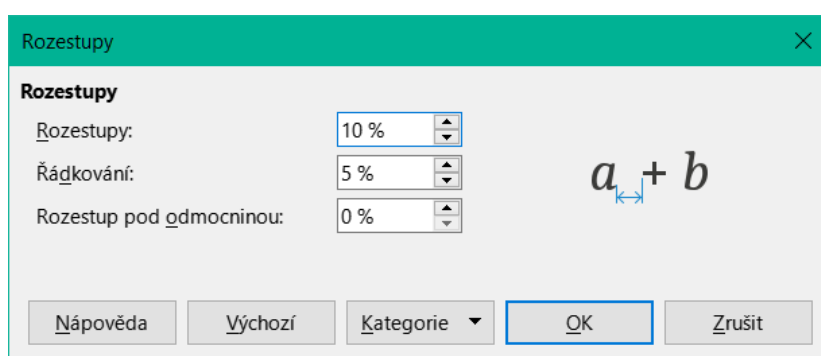 Rozestupy
Rozestupy
Rozestupy: 10 %
Řádkování: 5 %
Rozestup pod odmocninou: 0 %
a + b
Nápověda Výchozí Kategorie OK Zrušit